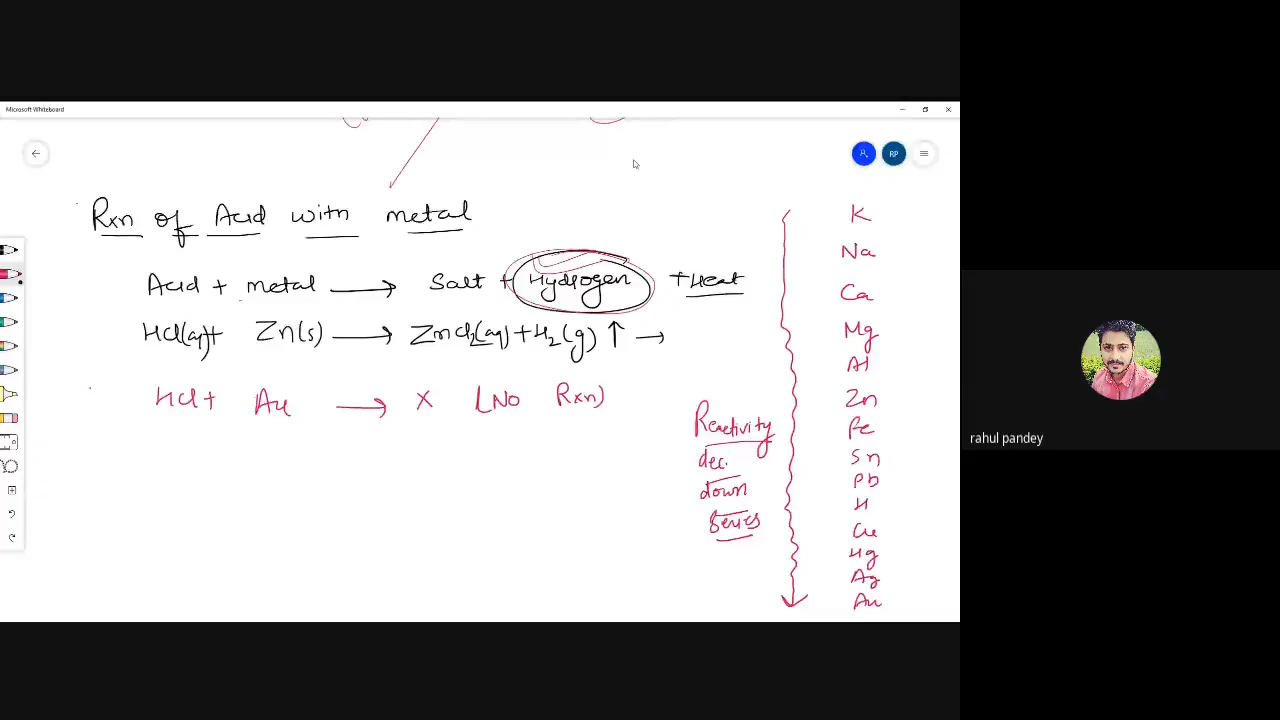 Microsoft Whiteboard
RP
Rxn of Acid with metal
Acid + metal → Salt + Hydrogen + Heat
HCl(aq)+ Zn(s) → ZnCl2(aq) + H2(g) ↑ →
HCl + Au → X (No Rxn)
Reactivity
dec.
down
series
K
Na
Ca
Mg
Al
Zn
Fe
Sn
Pb
H
Cu
Hg
Ag
Au
rahul pandey